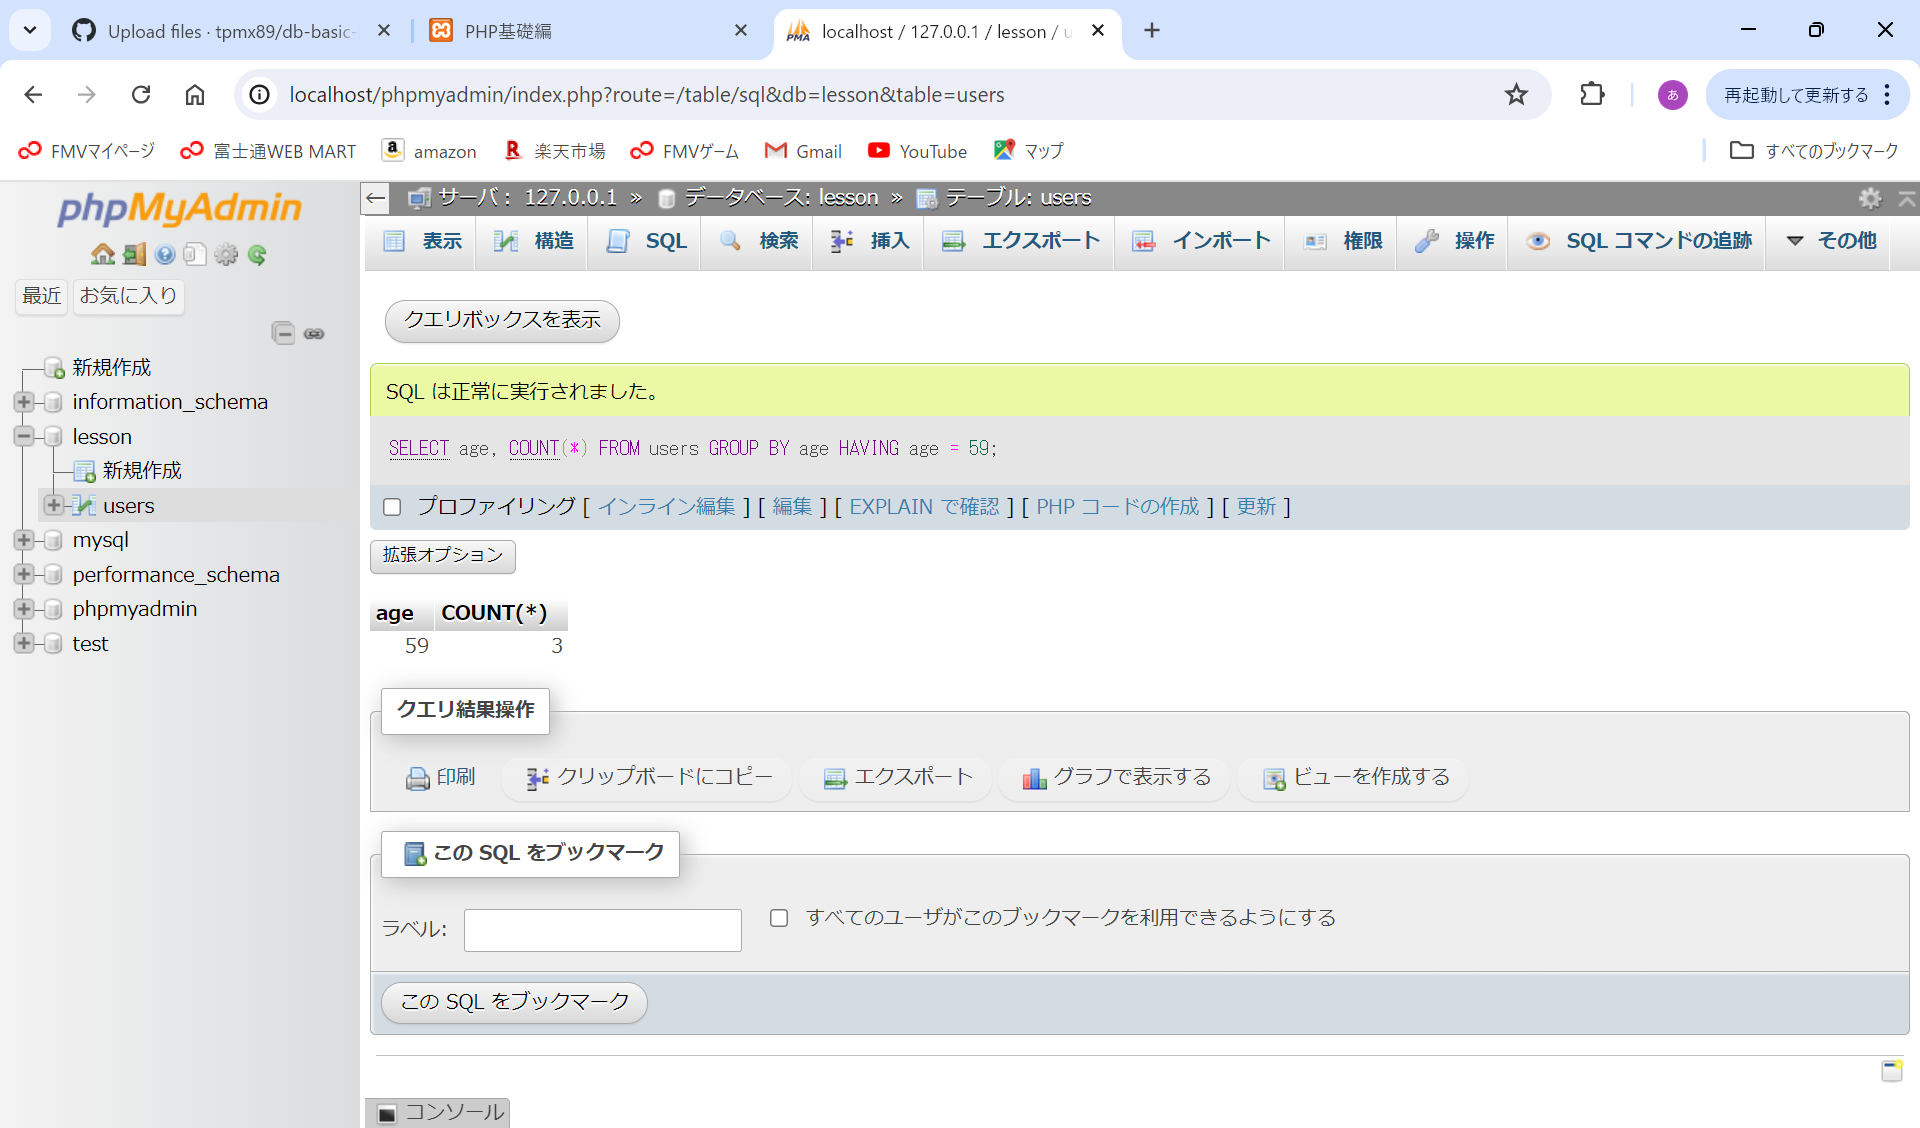 Upload files · tpmx89/db-basic-
PHP基礎編
localhost / 127.0.0.1 / lesson / u
localhost/phpmyadmin/index.php?route=/table/sql&db=lesson&table=users
あ
再起動して更新する
FMVマイページ
富士通WEB MART
amazon
楽天市場
FMVゲーム
Gmail
YouTube
マップ
すべてのブックマーク
phpMyAdmin
最近
お気に入り
新規作成
information_schema
lesson
新規作成
users
mysql
performance_schema
phpmyadmin
test
サーバ: 127.0.0.1 » データベース: lesson » テーブル: users
表示
構造
SQL
検索
挿入
エクスポート
インポート
権限
操作
SQL コマンドの追跡
その他
クエリボックスを表示
SQL は正常に実行されました。
SELECT age, COUNT(*) FROM users GROUP BY age HAVING age = 59;
プロファイリング [ インライン編集 ] [ 編集 ] [ EXPLAIN で確認 ] [ PHP コードの作成 ] [ 更新 ]
拡張オプション
age COUNT(*)
59 3
クエリ結果操作
印刷
クリップボードにコピー
エクスポート
グラフで表示する
ビューを作成する
この SQL をブックマーク
ラベル:
すべてのユーザがこのブックマークを利用できるようにする
この SQL をブックマーク
コンソール